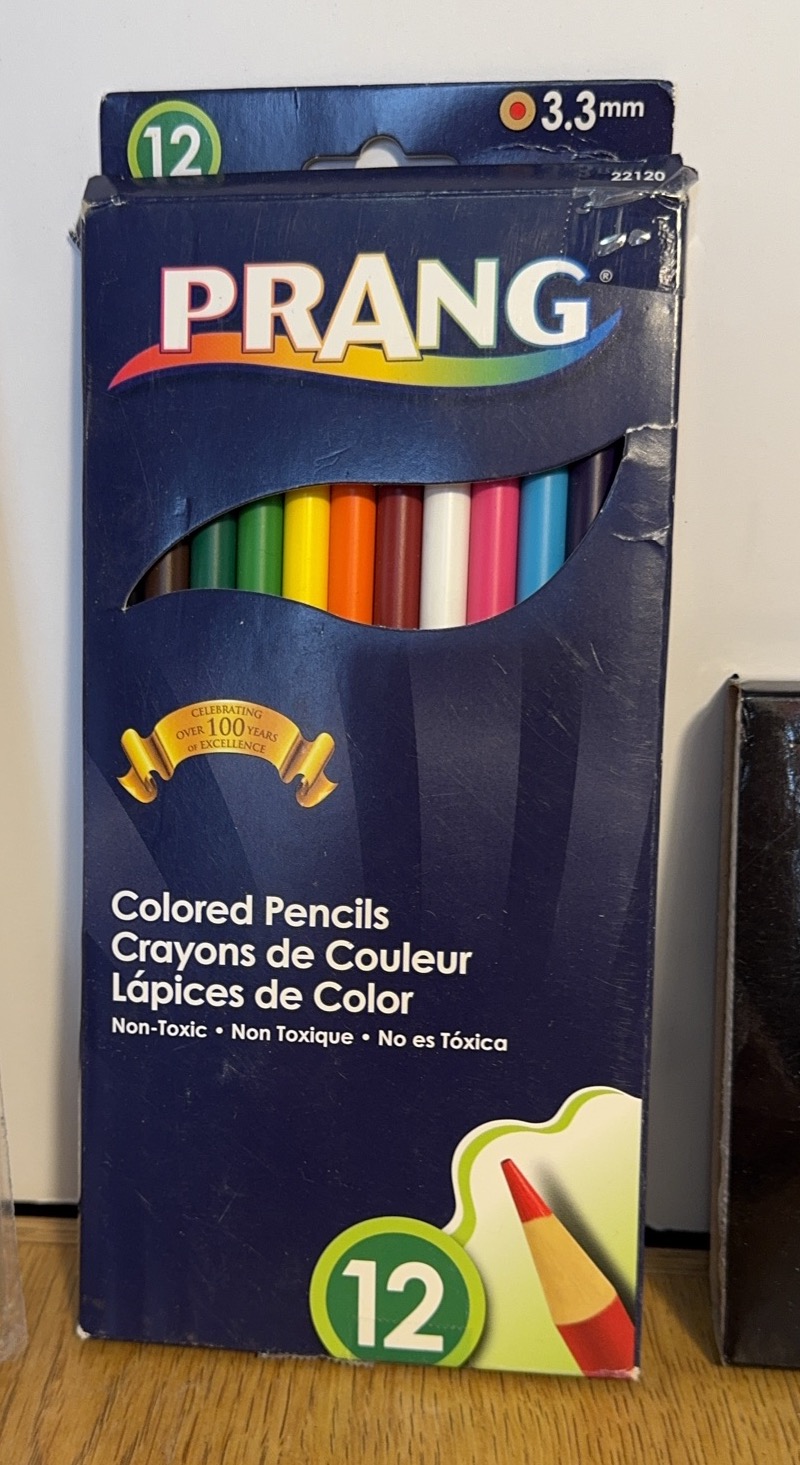 12
3.3mm
22120
PRANG®
CELEBRATING
OVER 100 YEARS
OF EXCELLENCE
Colored Pencils
Crayons de Couleur
Lápices de Color
Non-Toxic • Non Toxique • No es Tóxica
12